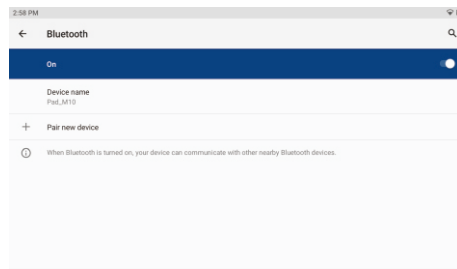 2:58 PM
Bluetooth
On
Device name
Pad_M10
Pair new device
When Bluetooth is turned on, your device can communicate with other nearby Bluetooth devices.